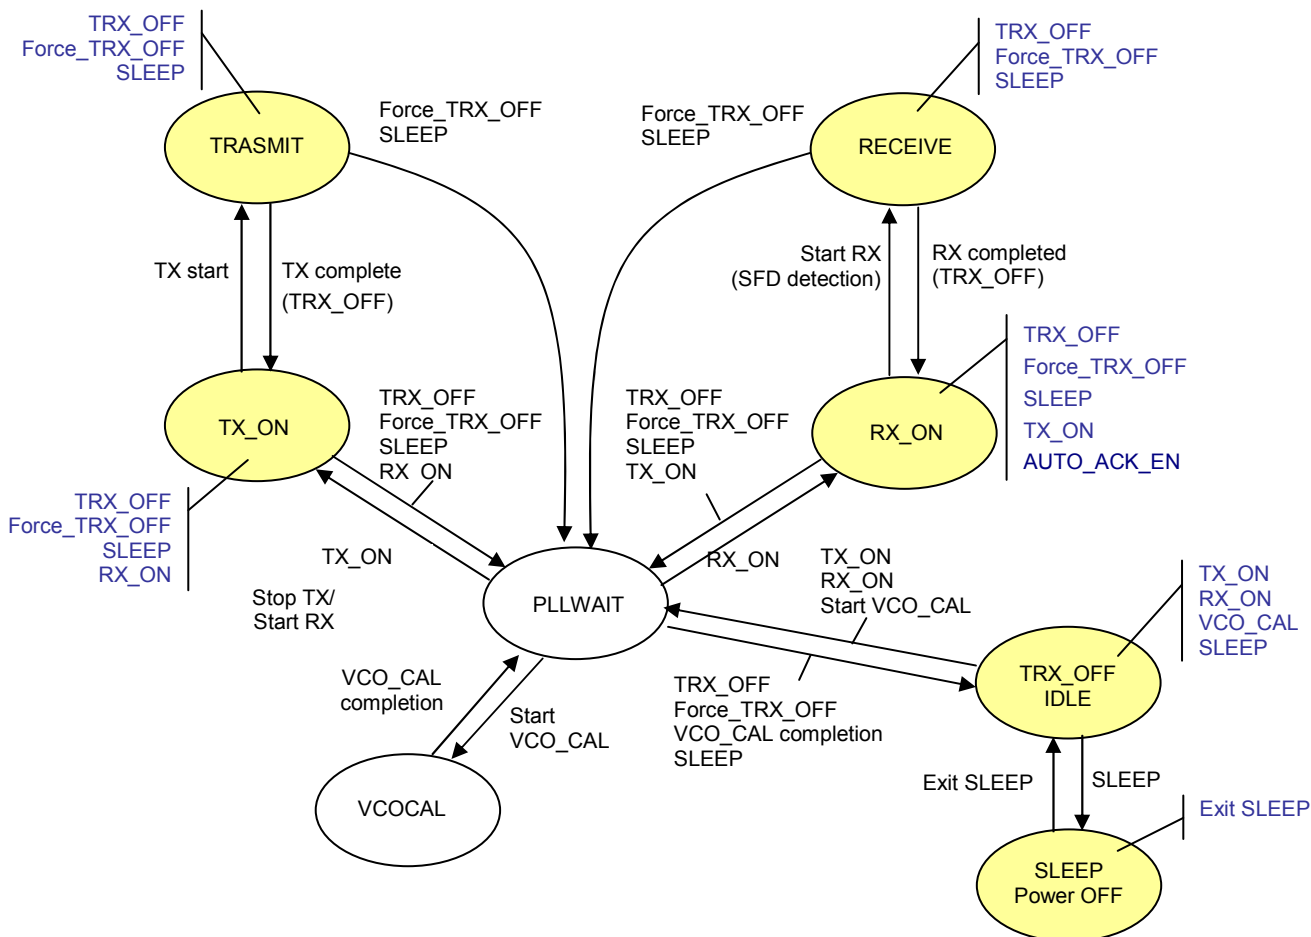 TRX_OFF
Force_TRX_OFF
SLEEP
TRASMIT
Force_TRX_OFF
SLEEP
Force_TRX_OFF
SLEEP
TRX_OFF
Force_TRX_OFF
SLEEP
RECEIVE
TX start
TX complete
(TRX_OFF)
Start RX
(SFD detection)
RX completed
(TRX_OFF)
TX_ON
TRX_OFF
Force_TRX_OFF
SLEEP
RX_ON
TRX_OFF
Force_TRX_OFF
SLEEP
TX_ON
RX_ON
TRX_OFF
Force_TRX_OFF
SLEEP
TX_ON
AUTO_ACK_EN
TRX_OFF
Force_TRX_OFF
SLEEP
RX_ON
TX_ON
Stop TX/
Start RX
PLLWAIT
RX_ON
TX_ON
RX_ON
Start VCO_CAL
TX_ON
RX_ON
VCO_CAL
SLEEP
TRX_OFF
IDLE
VCO_CAL
completion
Start
VCO_CAL
TRX_OFF
Force_TRX_OFF
VCO_CAL completion
SLEEP
VCOCAL
Exit SLEEP
SLEEP
Exit SLEEP
SLEEP
Power OFF